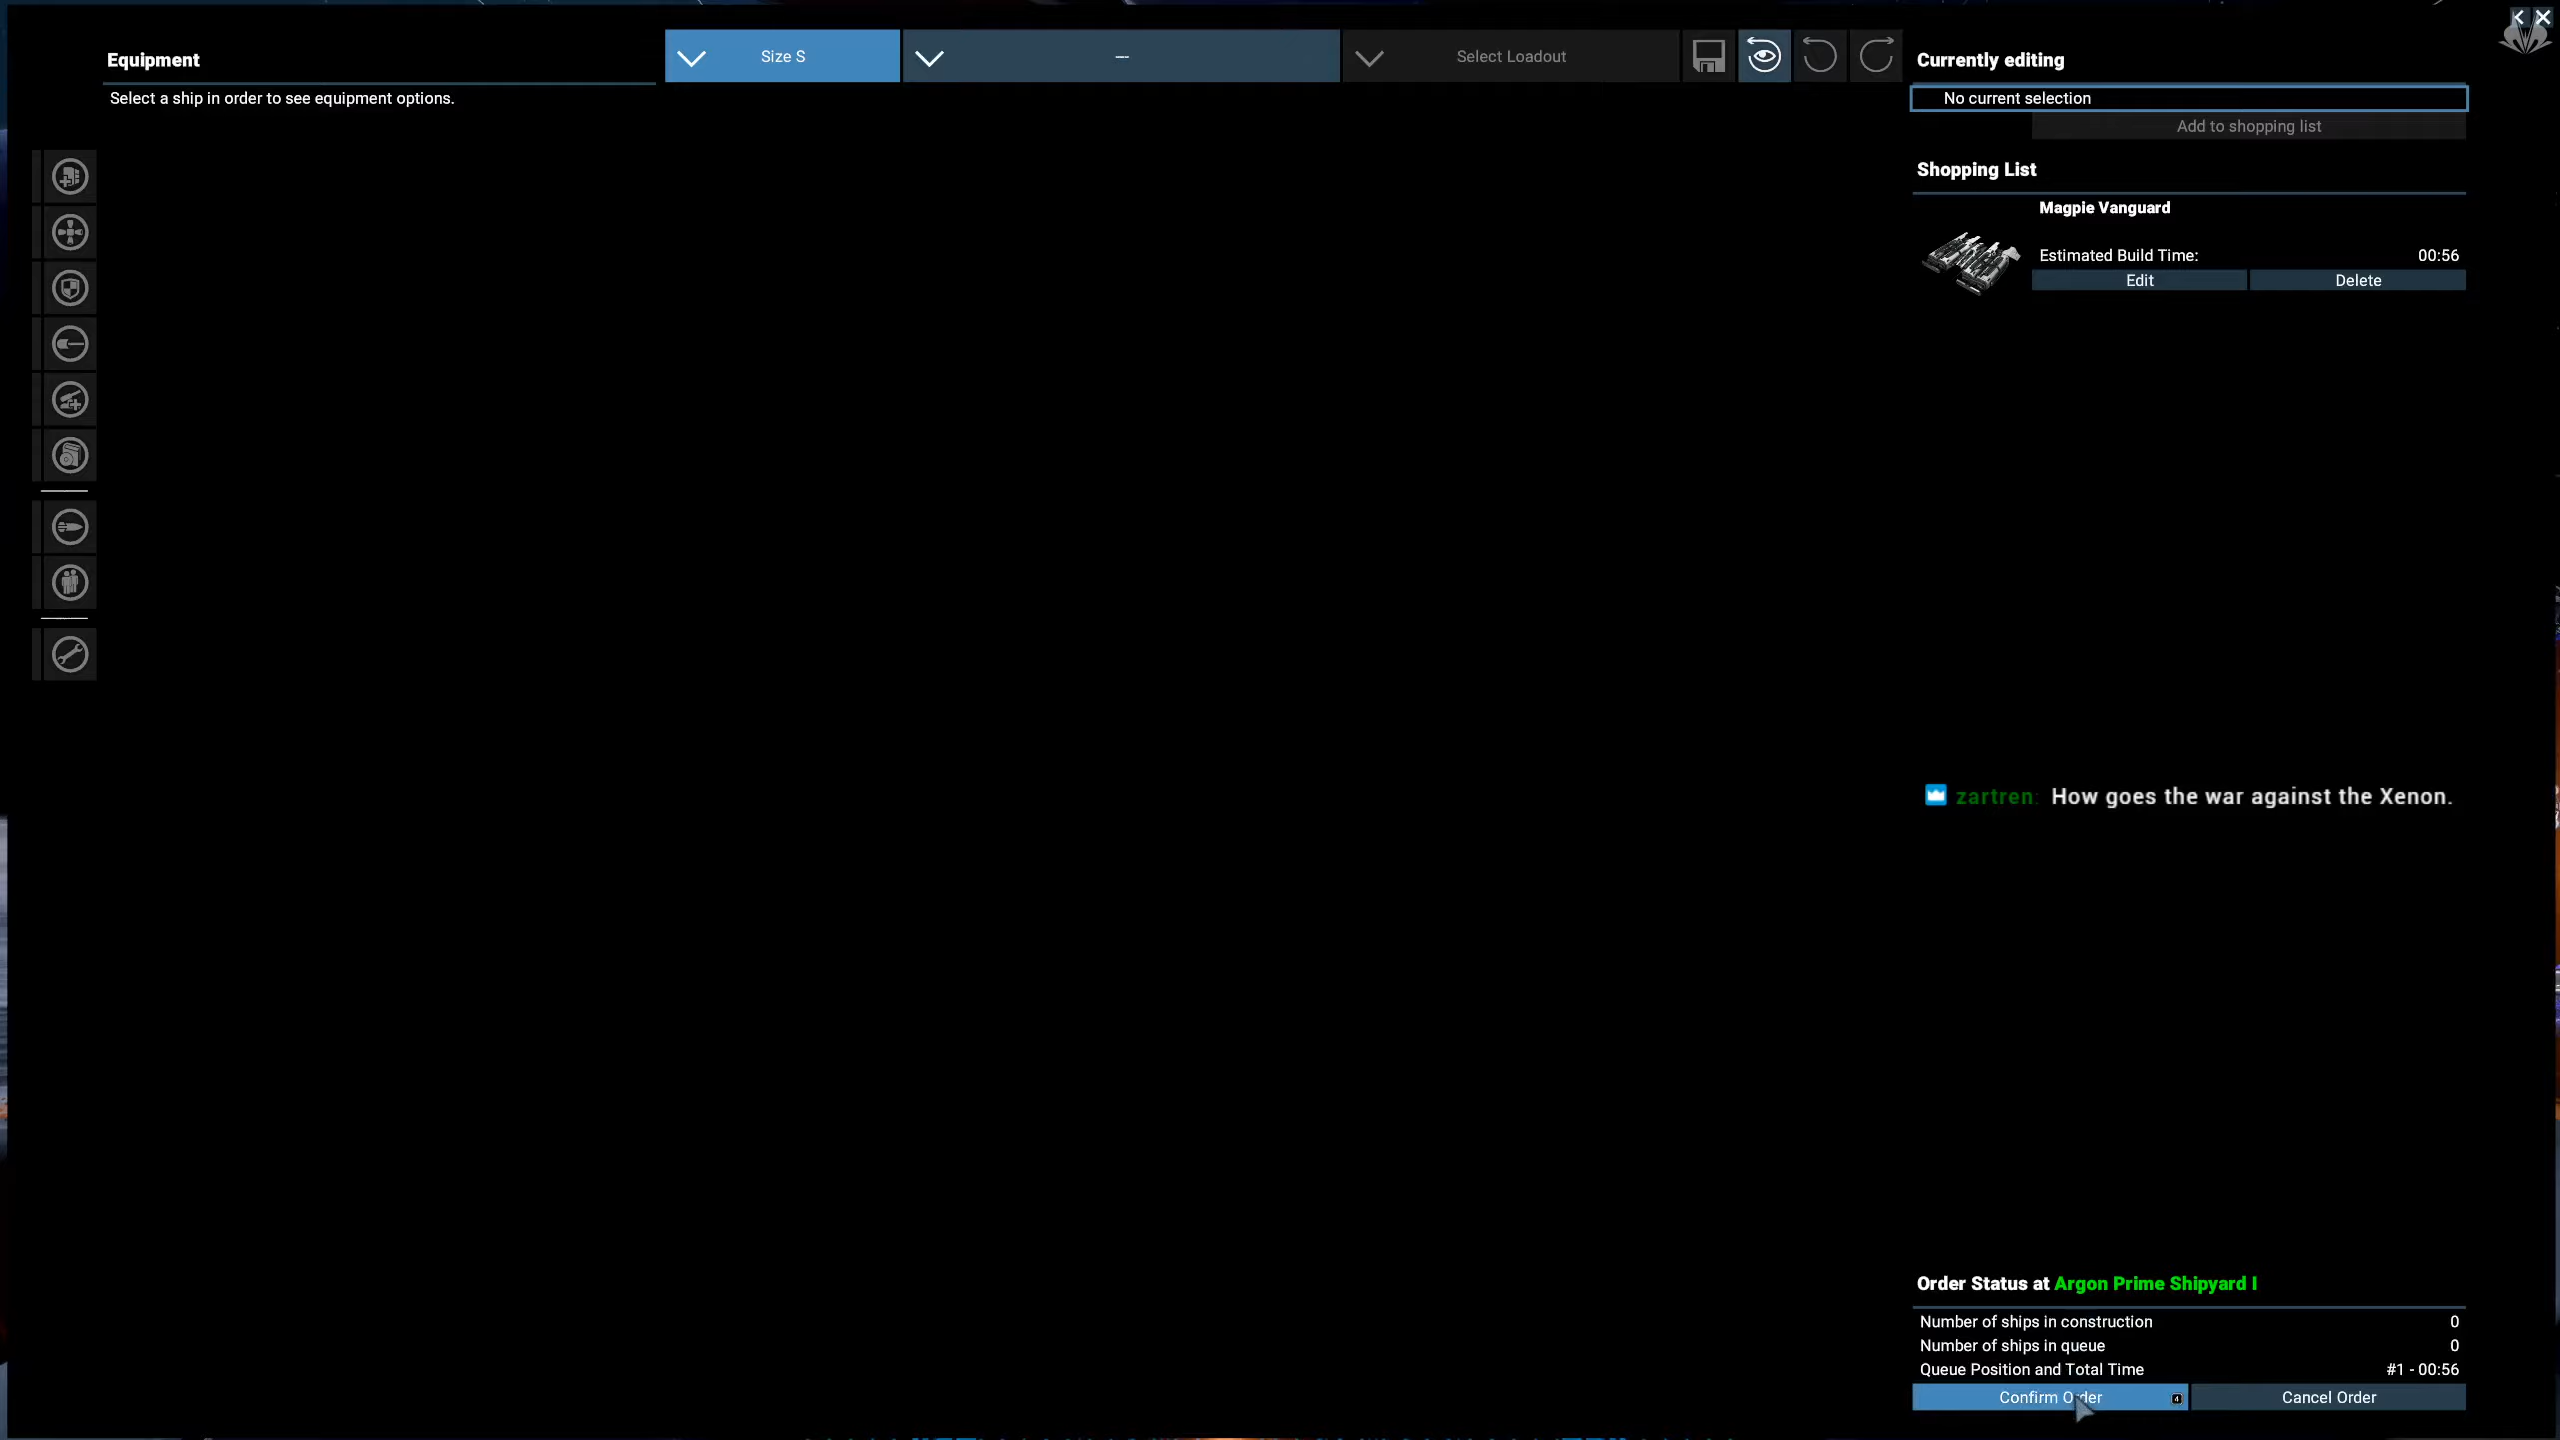 Equipment
Select a ship in order to see equipment options.
Size S
---
Select Loadout
Currently editing
No current selection
Add to shopping list
Shopping List
Magpie Vanguard
Estimated Build Time: 00:56
Edit Delete
zartren: How goes the war against the Xenon.
Order Status at Argon Prime Shipyard I
Number of ships in construction 0
Number of ships in queue 0
Queue Position and Total Time #1 - 00:56
Confirm Order Cancel Order